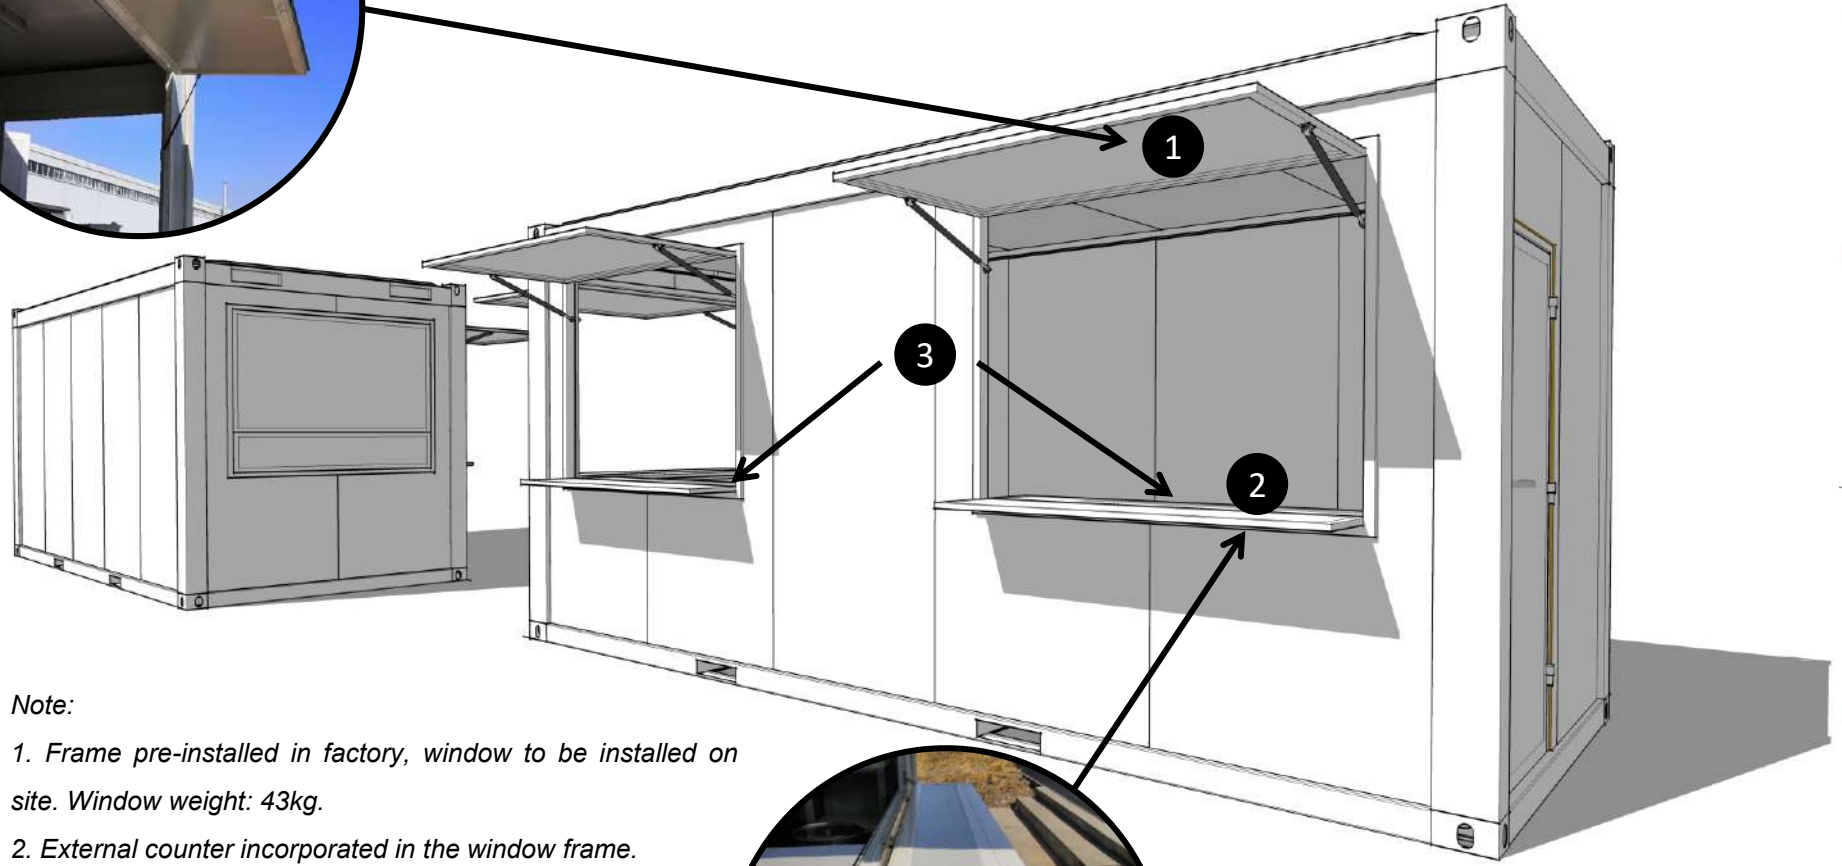 1
3
2
Note:
1. Frame pre-installed in factory, window to be installed on
site. Window weight: 43kg.
2. External counter incorporated in the window frame.